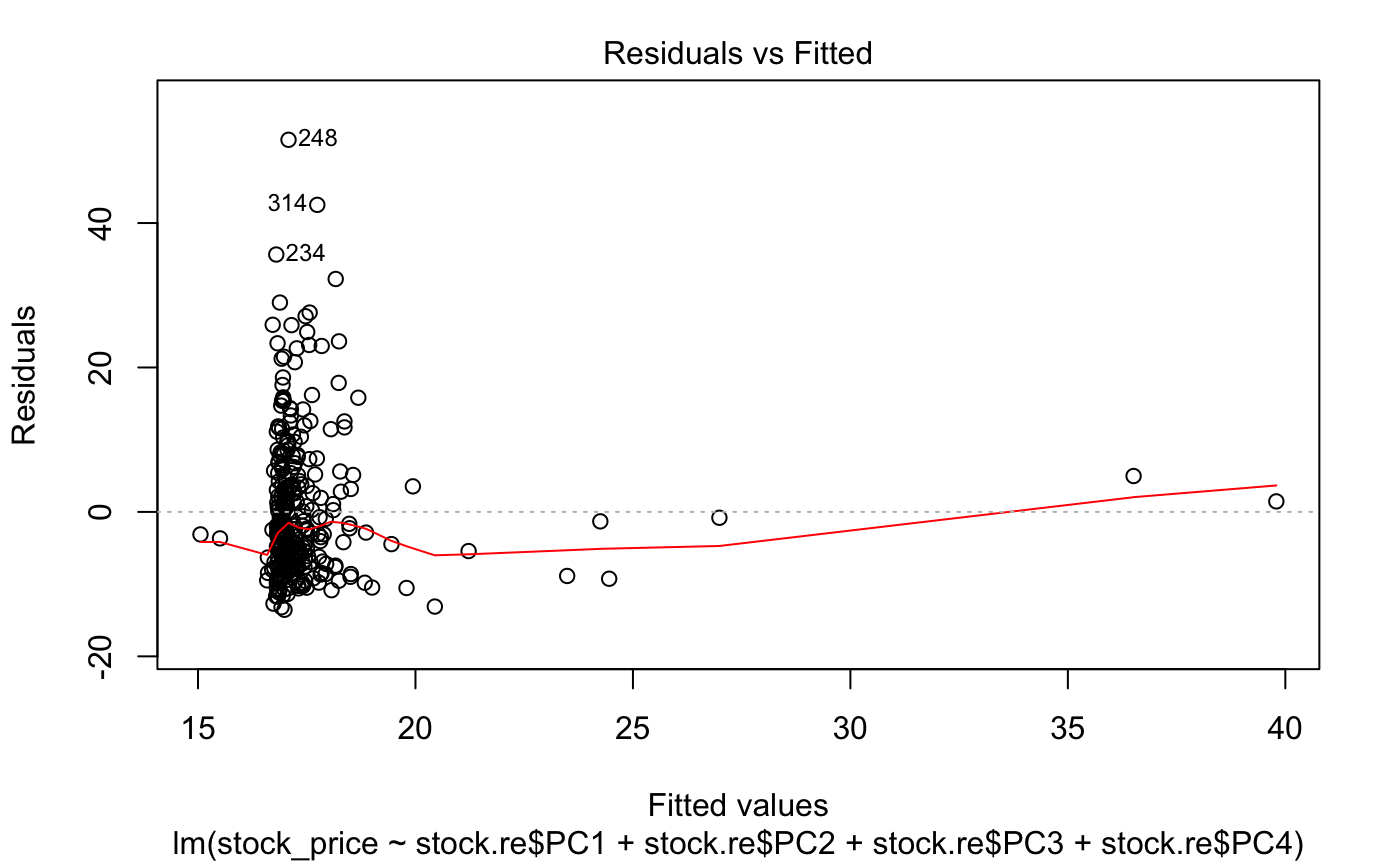 Residuals vs Fitted
248
314
234
Residuals
40
20
0
-20
15 20 25 30 35 40
Fitted values
lm(stock_price ~ stock.re$PC1 + stock.re$PC2 + stock.re$PC3 + stock.re$PC4)